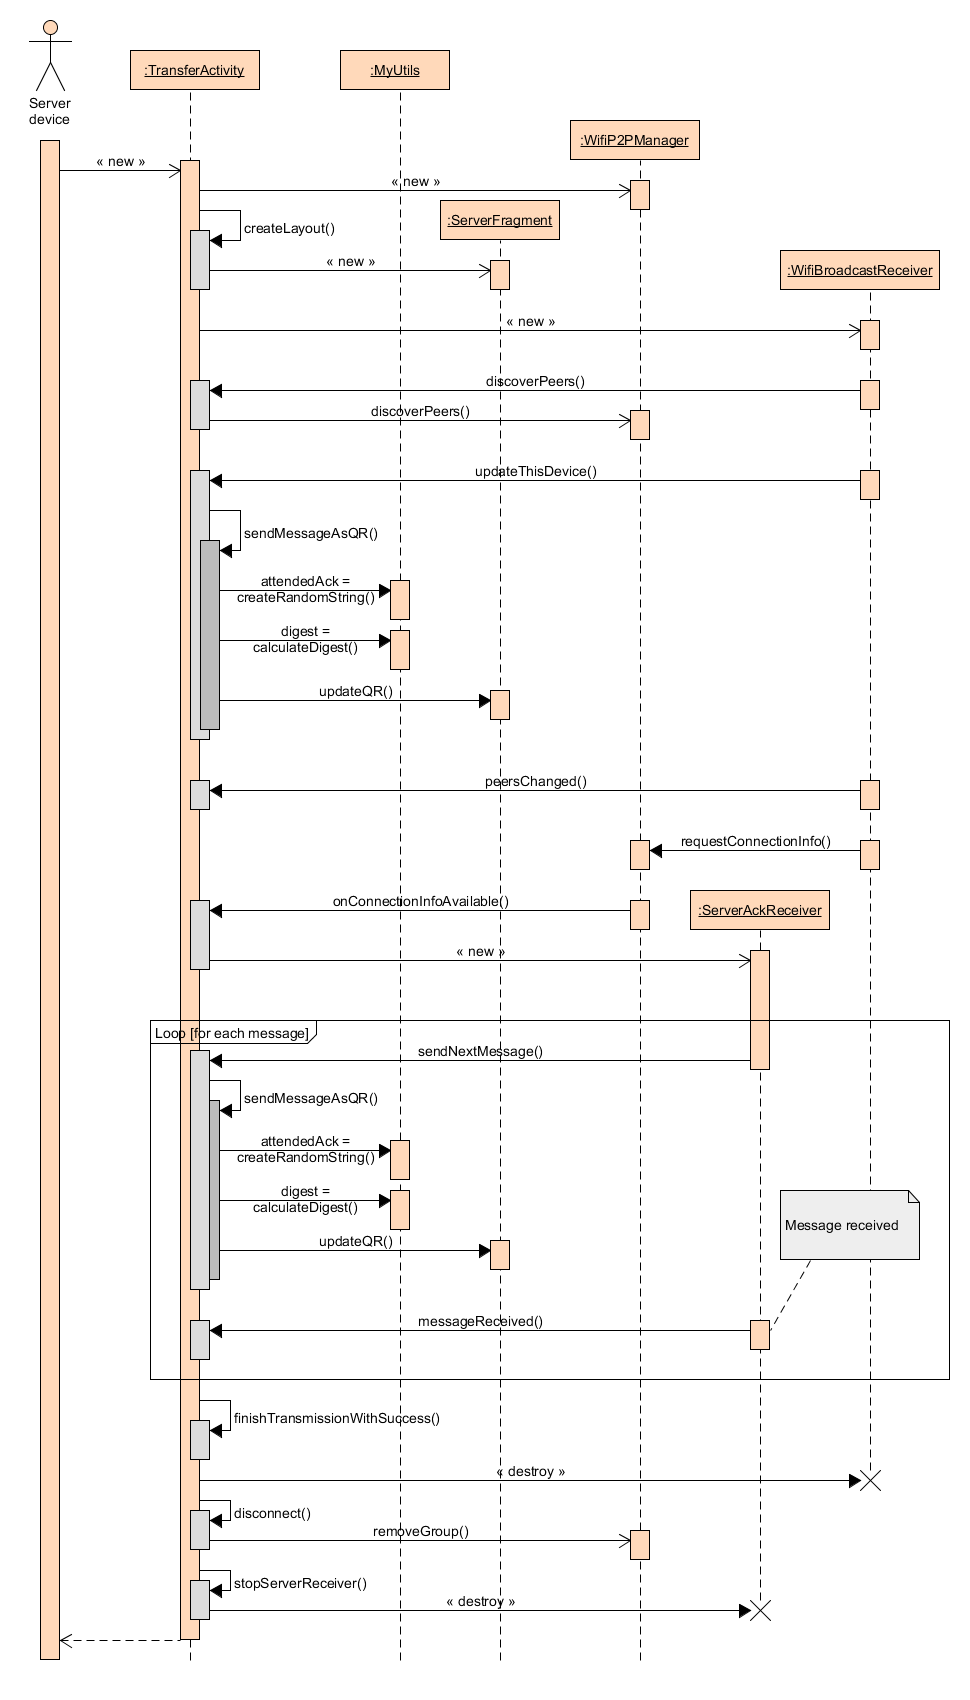 Server
device
:TransferActivity
:MyUtils
:WifiP2PManager
« new »
« new »
:ServerFragment
createLayout()
« new »
:WifiBroadcastReceiver
« new »
discoverPeers()
discoverPeers()
updateThisDevice()
sendMessageAsQR()
attendedAck =
createRandomString()
digest =
calculateDigest()
updateQR()
peersChanged()
requestConnectionInfo()
onConnectionInfoAvailable()
:ServerAckReceiver
« new »
Loop [for each message]
sendNextMessage()
sendMessageAsQR()
attendedAck =
createRandomString()
digest =
calculateDigest()
Message received
updateQR()
messageReceived()
finishTransmissionWithSuccess()
« destroy »
disconnect()
removeGroup()
stopServerReceiver()
« destroy »